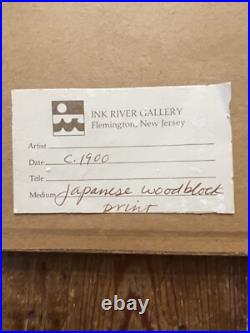 INK RIVER GALLERY
Flemington, New Jersey
Artist
Date c.1900
Title
Medium Japanese woodblock
print